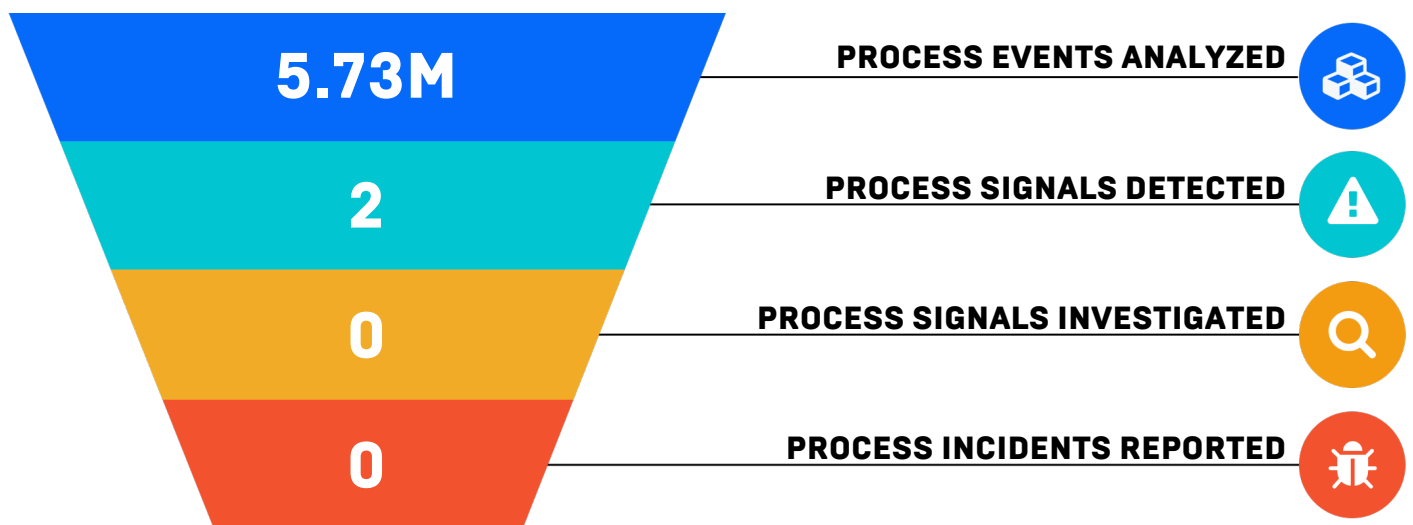 5.73M
PROCESS EVENTS ANALYZED
2
PROCESS SIGNALS DETECTED
0
PROCESS SIGNALS INVESTIGATED
0
PROCESS INCIDENTS REPORTED